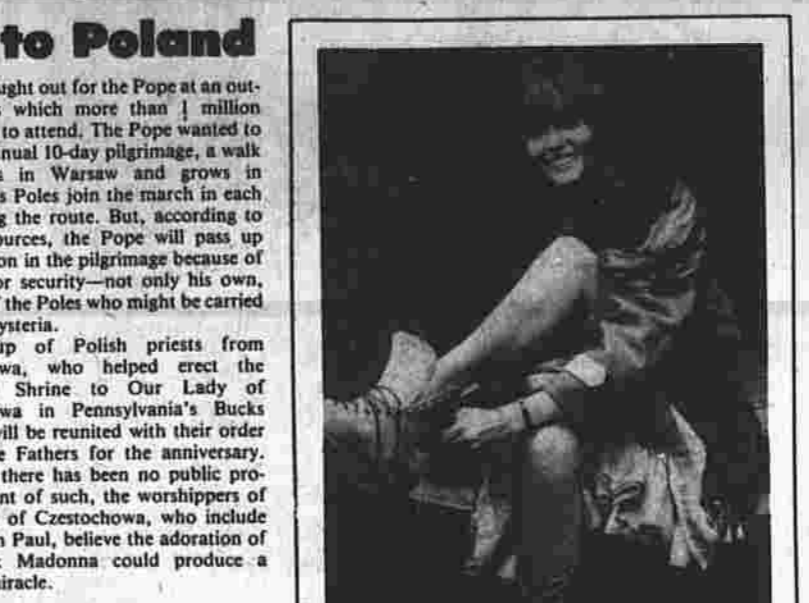 to Poland
ught out for the Pope at an out-
which more than 1 million
to attend. The Pope wanted to
nual 10-day pilgrimage, a walk
in Warsaw and grows in
s Poles join the march in each
g the route. But, according to
urces, the Pope will pass up
on in the pilgrimage because of
or security—not only his own,
the Poles who might be carried
ysteria.
up of Polish priests from
wa, who helped erect the
Shrine to Our Lady of
wa in Pennsylvania's Bucks
will be reunited with their order
e Fathers for the anniversary.
there has been no public pro-
nt of such, the worshippers of
of Czestochowa, who include
n Paul, believe the adoration of
Madonna could produce a
iracle.